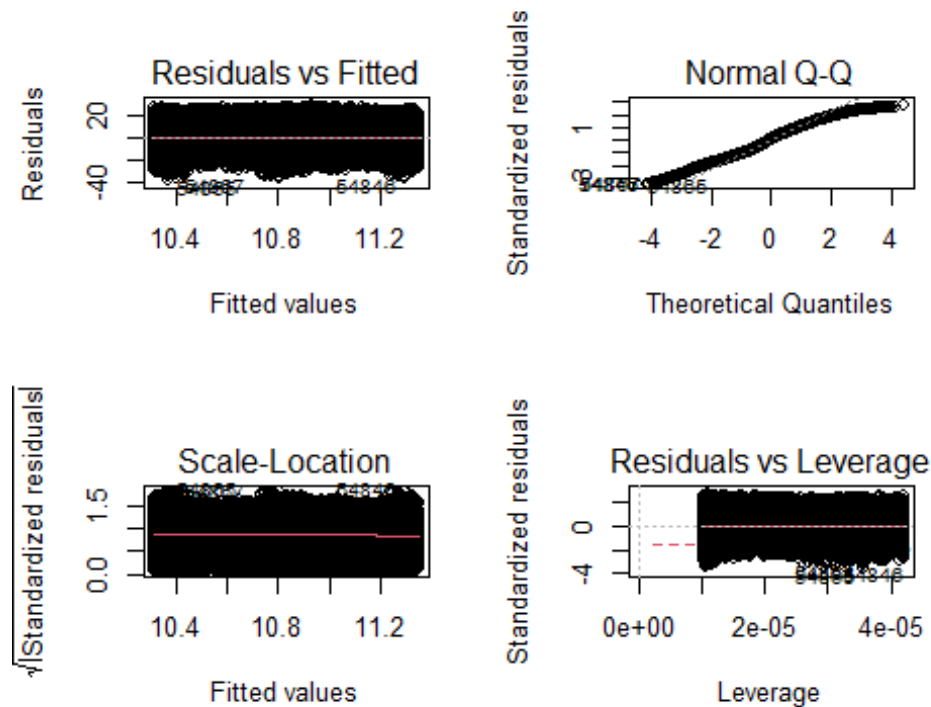 Residuals vs Fitted
Residuals
20
-40
54846
10.4 10.8 11.2
Fitted values
Normal Q-Q
Standardized residuals
1
-4 -2 0 2 4
Theoretical Quantiles
Scale-Location
√|Standardized residuals|
1.5
0.0
54846
10.4 10.8 11.2
Fitted values
Residuals vs Leverage
Standardized residuals
0
-4
0e+00 2e-05 4e-05
Leverage